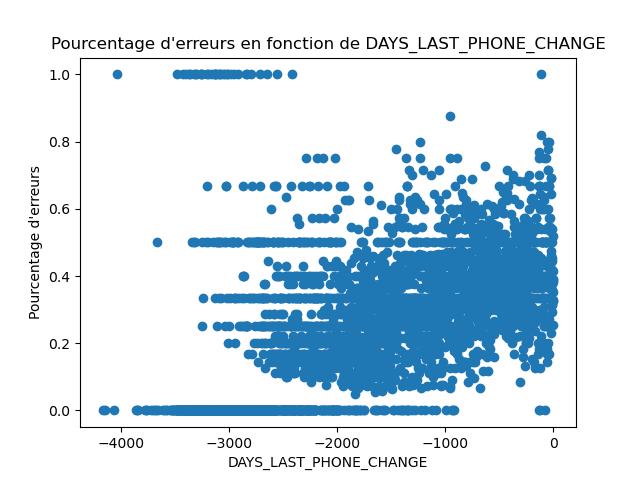 Pourcentage d'erreurs en fonction de DAYS_LAST_PHONE_CHANGE
1.0
0.8
0.6
0.4
0.2
0.0
Pourcentage d'erreurs
−4000 −3000 −2000 −1000 0
DAYS_LAST_PHONE_CHANGE